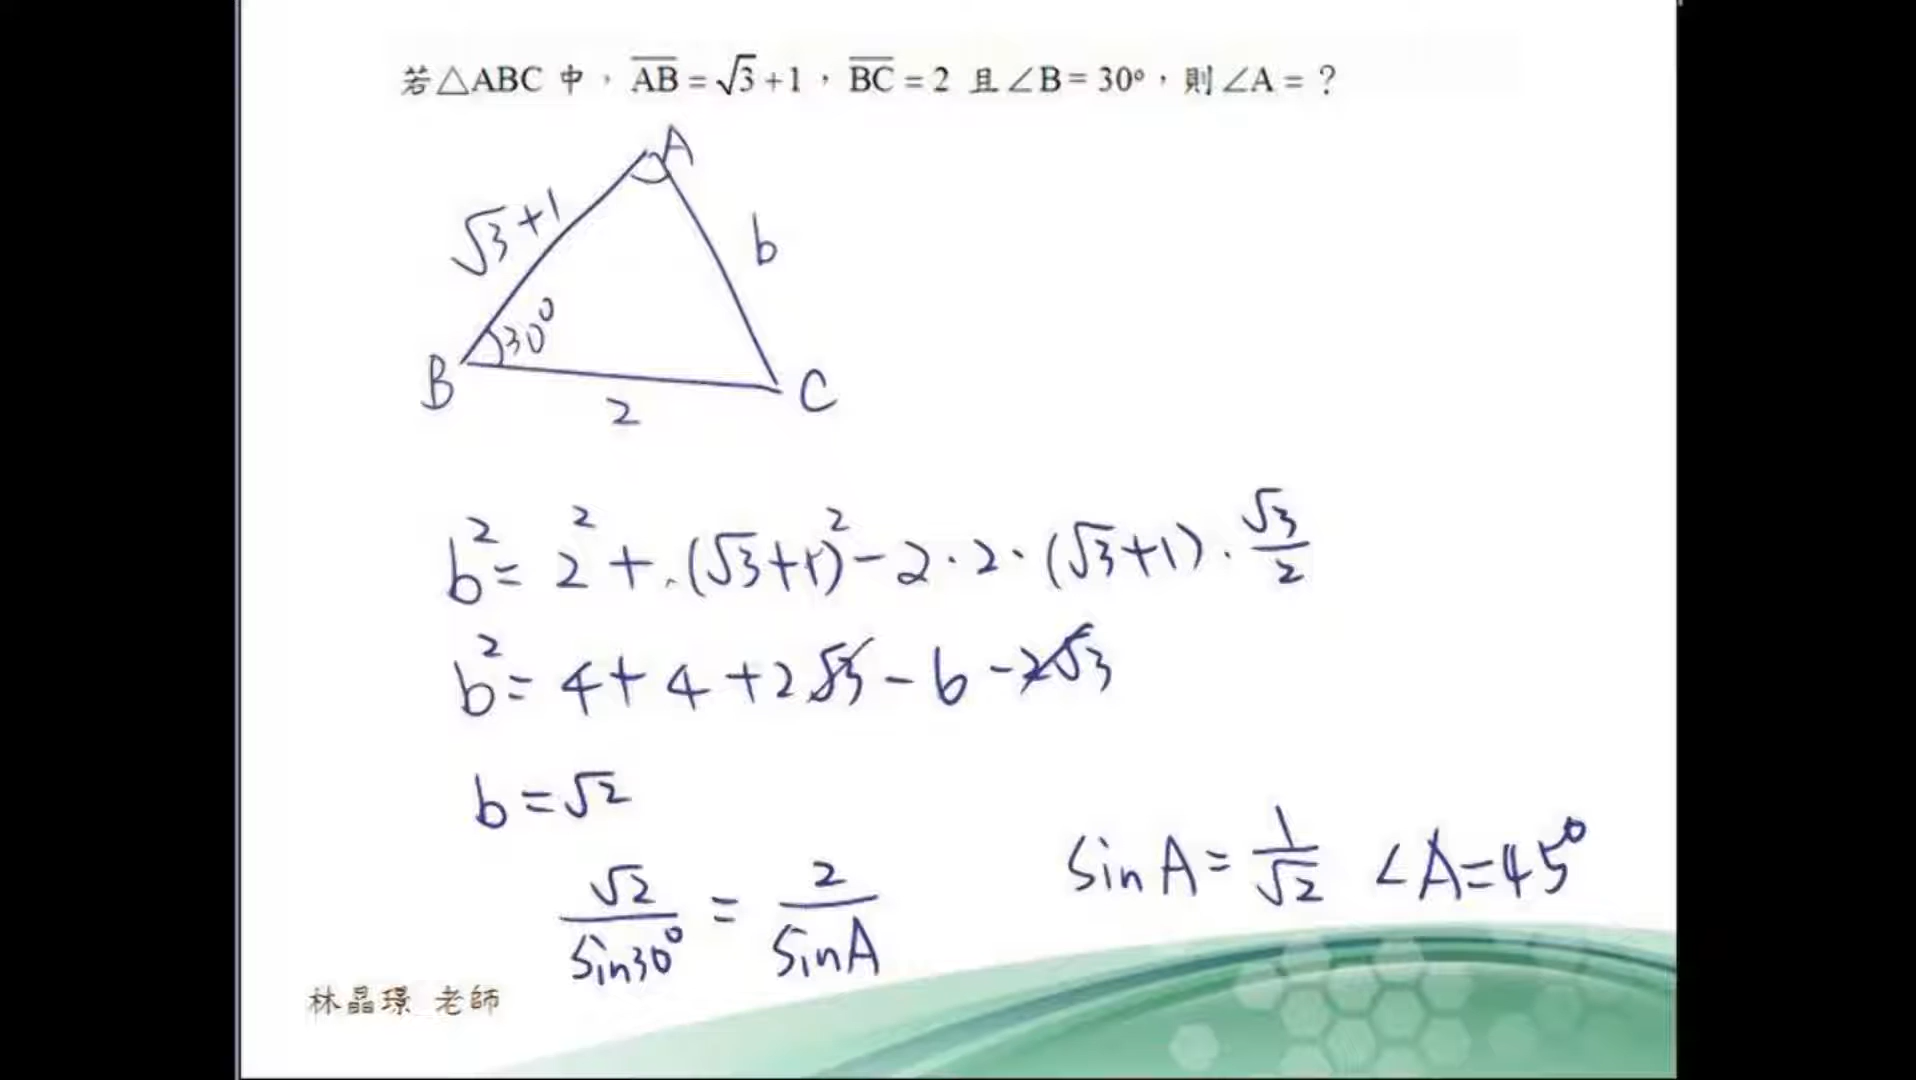 若△ABC 中，AB=√3+1，BC=2 且∠B=30°，則∠A=？
A
√3+1
b
30°
B
C
2
b²=2²+(√3+1)²-2·2·(√3+1)·√3/2
b²=4+4+2√3-6-2√3
b=√2
√2/sin30°=2/sinA
sinA=1/√2 ∠A=45°
林晶璟 老師